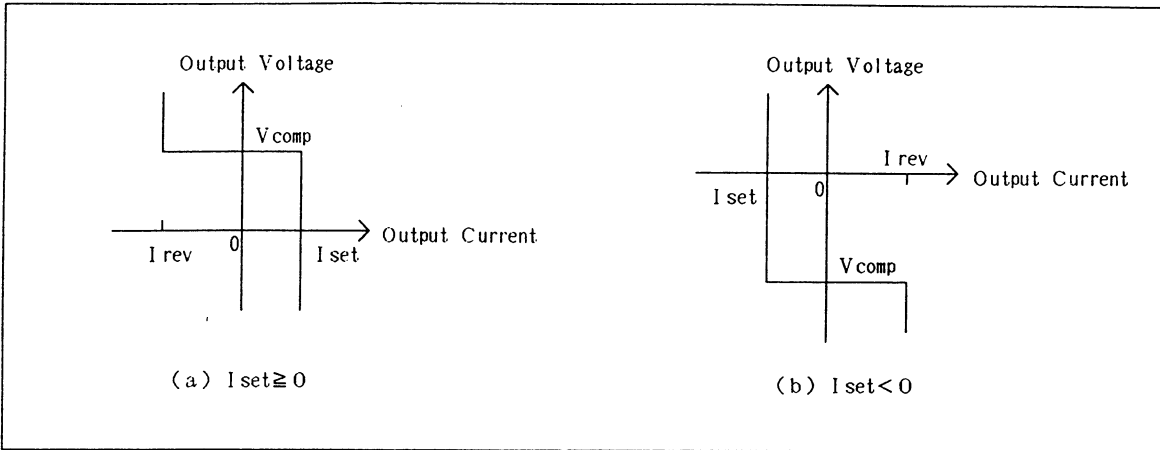 Output Voltage
Vcomp
Irev
0
Iset
Output Current
(a) Iset≧0
Output Voltage
Irev
Iset
0
Output Current
Vcomp
(b) Iset<0